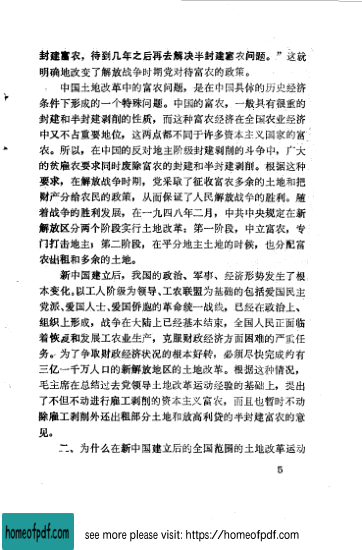 封建富农，待到几年之后再去解决半封建富农问题。”这就
明确地改变了解放战争时期党对待富农的政策。
中国土地改革中的富农问题，是在中国具体的历史经济
条件下形成的一个特殊问题。中国的富农，一般具有很重的
封建和半封建剥削的性质，而这种富农经济在全国农业经济
中又不占重要地位，这两点都不同于许多资本主义国家的富
农。所以，在中国的反对地主阶级封建剥削的斗争中，广大
的贫雇农要求同时废除富农的封建和半封建剥削。根据这种
要求，在解放战争时期，党采取了征收富农多余的土地和把
财产分给农民的政策，从而保证了人民解放战争的胜利。随
着战争的胜利发展，在一九四八年二月，中共中央规定在新
解放区分两个阶段实行土地改革：第一阶段，中立富农，专
门打击地主；第二阶段，在平分地主土地的时候，也分配富
农出租和多余的土地。
新中国建立后，我国的政治、军事、经济形势发生了根
本变化。以工人阶级为领导、工农联盟为基础的包括爱国民主
党派、爱国人士、爱国侨胞的革命统一战线，已经在政治上、
组织上形成，战争在大陆上已经基本结束，全国人民正面临
着恢复和发展工农业生产，克服财政经济方面困难的严重任
务。为了争取财政经济状况的根本好转，必须尽快完成约有
三亿一千万人口的新解放地区的土地改革。根据这种情况，
毛主席在总结过去党领导土地改革运动经验的基础上，提出
了不但不动进行雇工剥削的资本主义富农，而且也暂时不动
除雇工剥削外还出租部分土地和放高利贷的半封建富农的意
见。
二、为什么在新中国建立后的全国范围的土地改革运动
5
homeofpdf.com
see more please visit: https://homeofpdf.com